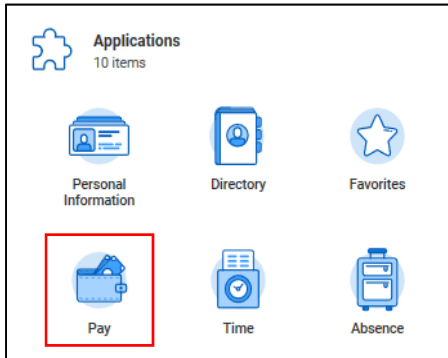 Applications
10 items
Personal
Information
Directory
Favorites
Pay
Time
Absence